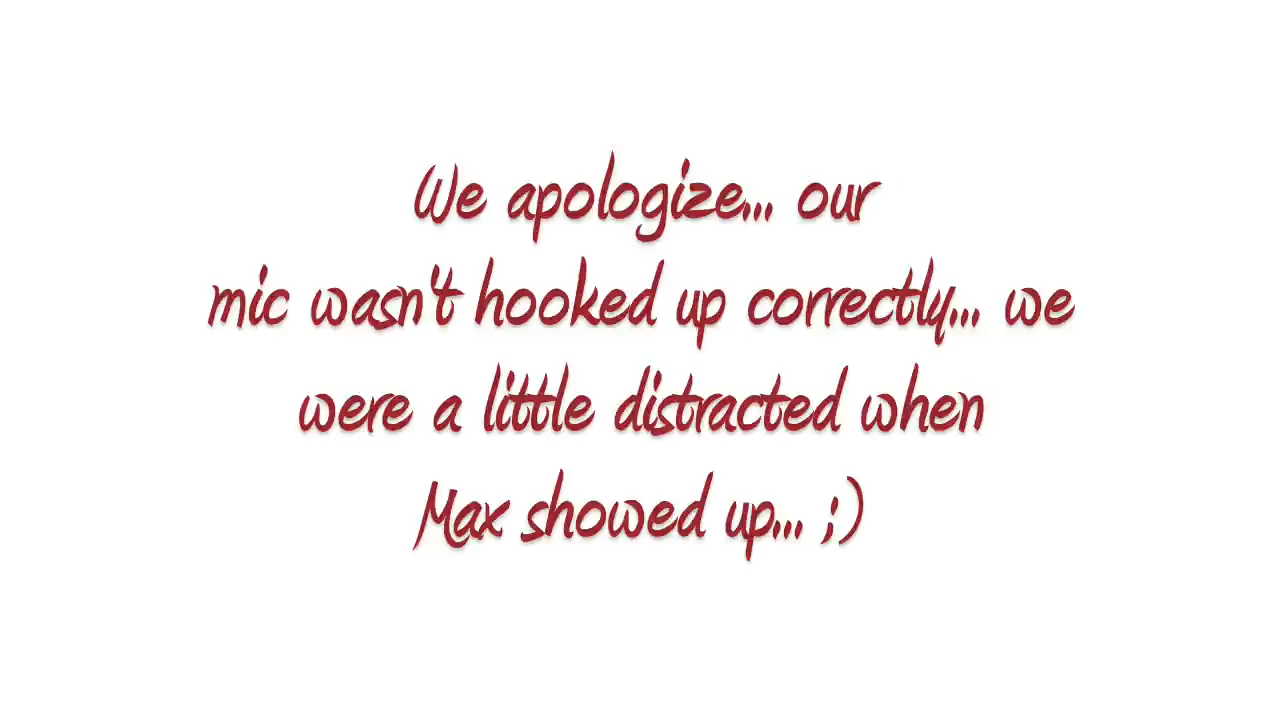 We apologize... our
mic wasn't hooked up correctly... we
were a little distracted when
Max showed up... ;)